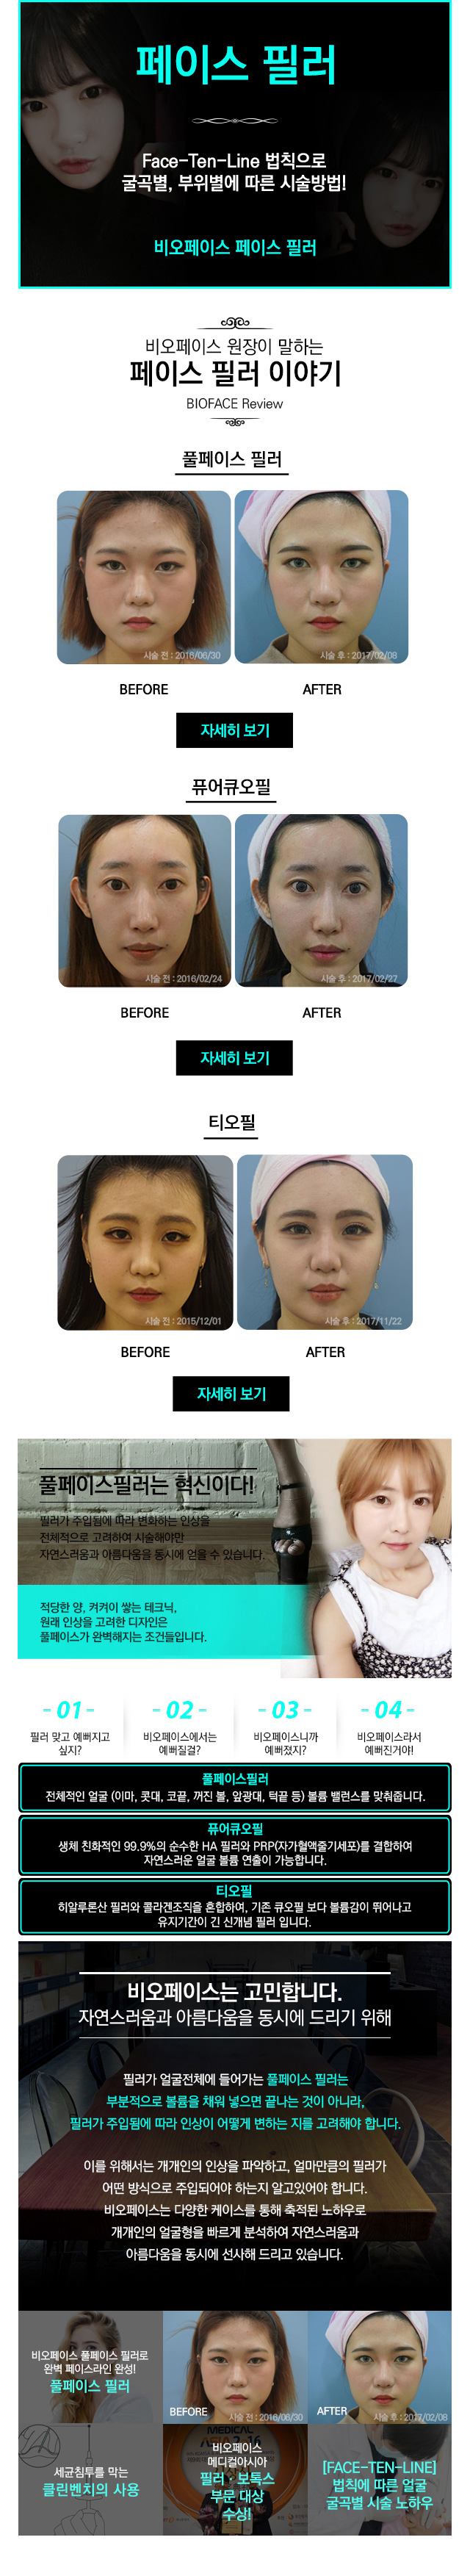 페이스 필러
Face-Ten-Line 법칙으로
굴곡별, 부위별에 따른 시술방법!
비오페이스 페이스 필러
비오페이스 원장이 말하는
페이스 필러 이야기
BIOFACE Review
풀페이스 필러
시술 전 : 2016/06/30
시술 후 : 2017/02/08
BEFORE
AFTER
자세히 보기
퓨어큐오필
시술 전 : 2016/02/24
시술 후 : 2017/02/27
BEFORE
AFTER
자세히 보기
티오필
시술 전 : 2015/12/01
시술 후 : 2017/11/22
BEFORE
AFTER
자세히 보기
풀페이스필러는 혁신이다!
필러가 주입됨에 따라 변화하는 인상을
전체적으로 고려하여 시술해야만
자연스러움과 아름다움을 동시에 얻을 수 있습니다.
적당한 양, 켜켜이 쌓는 테크닉,
원래 인상을 고려한 디자인은
풀페이스가 완벽해지는 조건들입니다.
- 01 -
- 02 -
- 03 -
- 04 -
필러 맞고 예뻐지고
싶지?
비오페이스에서는
예뻐질걸?
비오페이스니까
예뻐졌지?
비오페이스라서
예뻐진거야!
풀페이스필러
전체적인 얼굴 (이마, 콧대, 코끝, 꺼진 볼, 앞광대, 턱끝 등) 볼륨 밸런스를 맞춰줍니다.
퓨어큐오필
생체 친화적인 99.9%의 순수한 HA 필러와 PRP(자가혈액줄기세포)를 결합하여
자연스러운 얼굴 볼륨 연출이 가능합니다.
티오필
히알루론산 필러와 콜라겐조직을 혼합하여, 기존 큐오필 보다 볼륨감이 뛰어나고
유지기간이 긴 신개념 필러 입니다.
비오페이스는 고민합니다.
자연스러움과 아름다움을 동시에 드리기 위해
필러가 얼굴전체에 들어가는 풀페이스 필러는
부분적으로 볼륨을 채워 넣으면 끝나는 것이 아니라,
필러가 주입됨에 따라 인상이 어떻게 변하는 지를 고려해야 합니다.
이를 위해서는 개개인의 인상을 파악하고, 얼마만큼의 필러가
어떤 방식으로 주입되어야 하는지 알고있어야 합니다.
비오페이스는 다양한 케이스를 통해 축적된 노하우로
개개인의 얼굴형을 빠르게 분석하여 자연스러움과
아름다움을 동시에 선사해 드리고 있습니다.
비오페이스 풀페이스 필러로
완벽 페이스라인 완성!
풀페이스 필러
BEFORE
시술 전 : 2016/06/30
AFTER
시술 후 : 2017/02/08
세균침투를 막는
클린벤치의 사용
MEDICAL
비오페이스
메디컬아시아
필러 · 보톡스
부문 대상
수상!
[FACE-TEN-LINE]
법칙에 따른 얼굴
굴곡별 시술 노하우